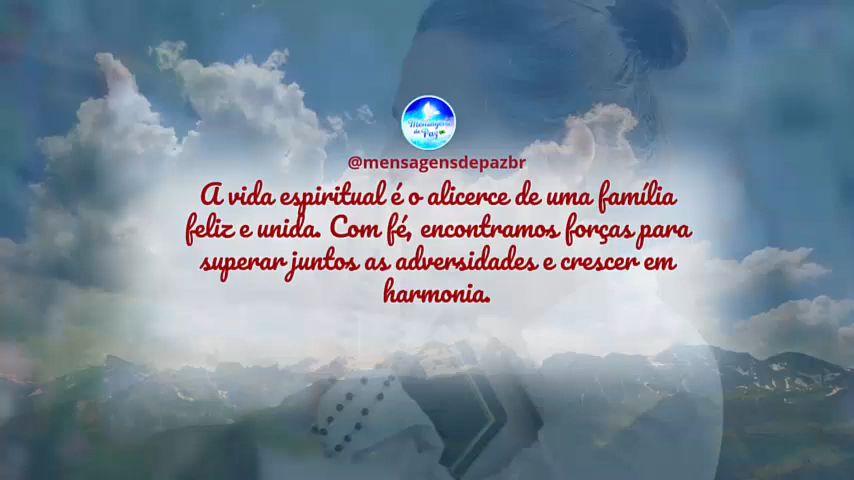 Mensagens
de Paz
@mensagensdepazbr
A vida espiritual é o alicerce de uma família
feliz e unida. Com fé, encontramos forças para
superar juntos as adversidades e crescer em
harmonia.